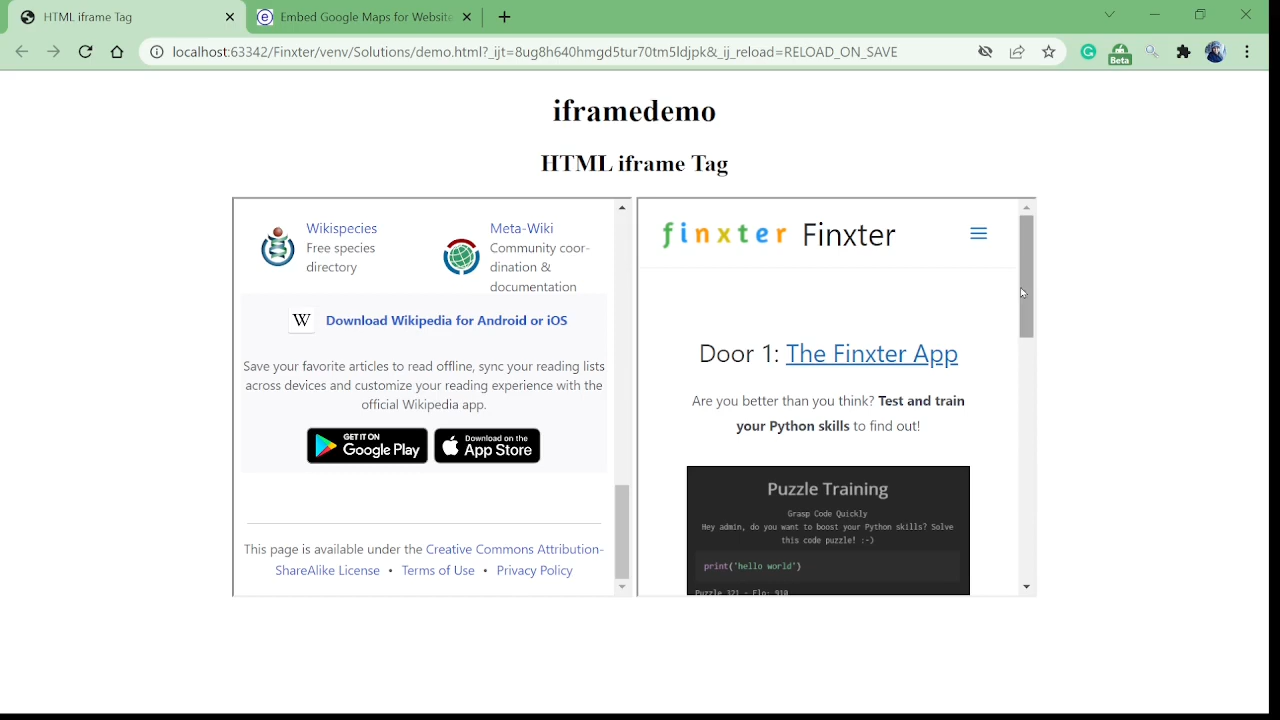 HTML iframe Tag
Embed Google Maps for Website
localhost:63342/Finxter/venv/Solutions/demo.html?_ijt=8ug8h640hmgd5tur70tm5ldjpk&_ij_reload=RELOAD_ON_SAVE
Beta
iframedemo
HTML iframe Tag
Wikispecies
Free species
directory
Meta-Wiki
Community coor-
dination &
documentation
W
Download Wikipedia for Android or iOS
Save your favorite articles to read offline, sync your reading lists
across devices and customize your reading experience with the
official Wikipedia app.
GET IT ON
Google Play
Download on the
App Store
This page is available under the Creative Commons Attribution-
ShareAlike License • Terms of Use • Privacy Policy
finxter Finxter
Door 1: The Finxter App
Are you better than you think? Test and train
your Python skills to find out!
Puzzle Training
Grasp Code Quickly
Hey admin, do you want to boost your Python skills? Solve
this code puzzle! :-)
print('hello world')
Puzzle 321 - Elo: 910